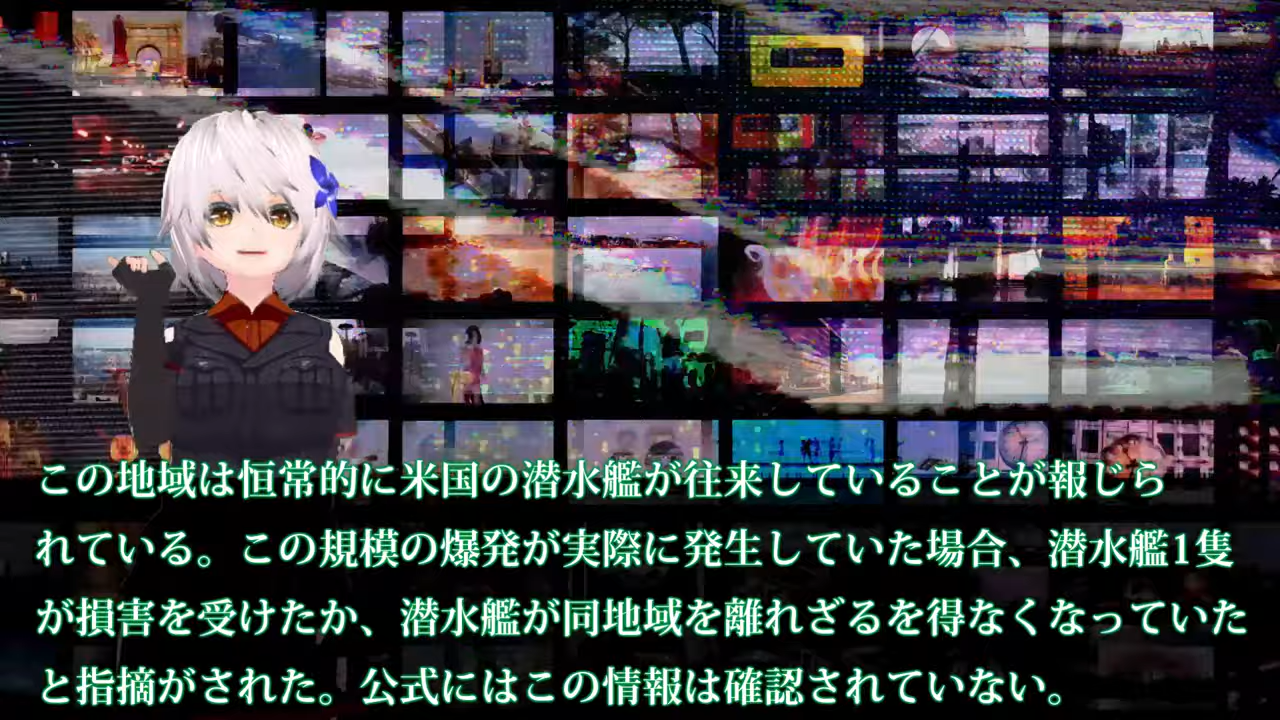 この地域は恒常的に米国の潜水艦が往来していることが報じら
れている。この規模の爆発が実際に発生していた場合、潜水艦1隻
が損害を受けたか、潜水艦が同地域を離れざるを得なくなっていた
と指摘がされた。公式にはこの情報は確認されていない。